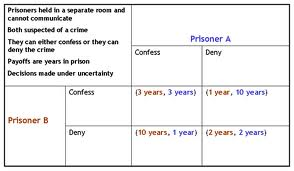 Prisoners held in a separate room and
cannot communicate
Both suspected of a crime
They can either confess or they can
deny the crime
Payoffs are years in prison
Decisions made under uncertainty
Prisoner A
Confess Deny
Prisoner B
Confess (3 years, 3 years) (1 year, 10 years)
Deny (10 years, 1 year) (2 years, 2 years)